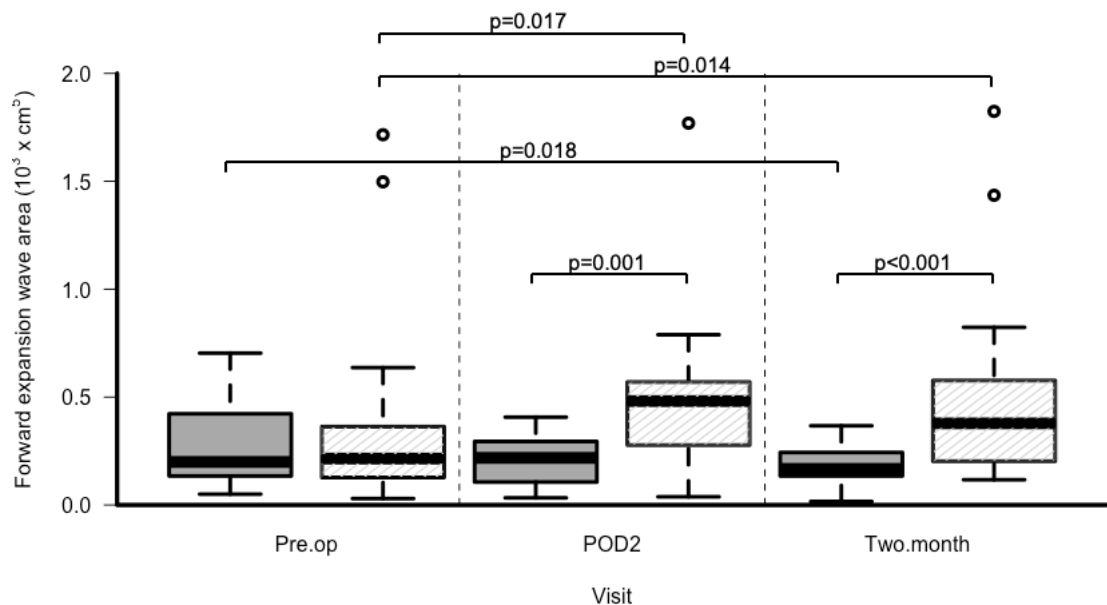 p=0.017
p=0.014
p=0.018
p=0.001
p<0.001
Forward expansion wave area (10³ x cm⁵)
2.0
1.5
1.0
0.5
0.0
Pre.op
POD2
Two.month
Visit